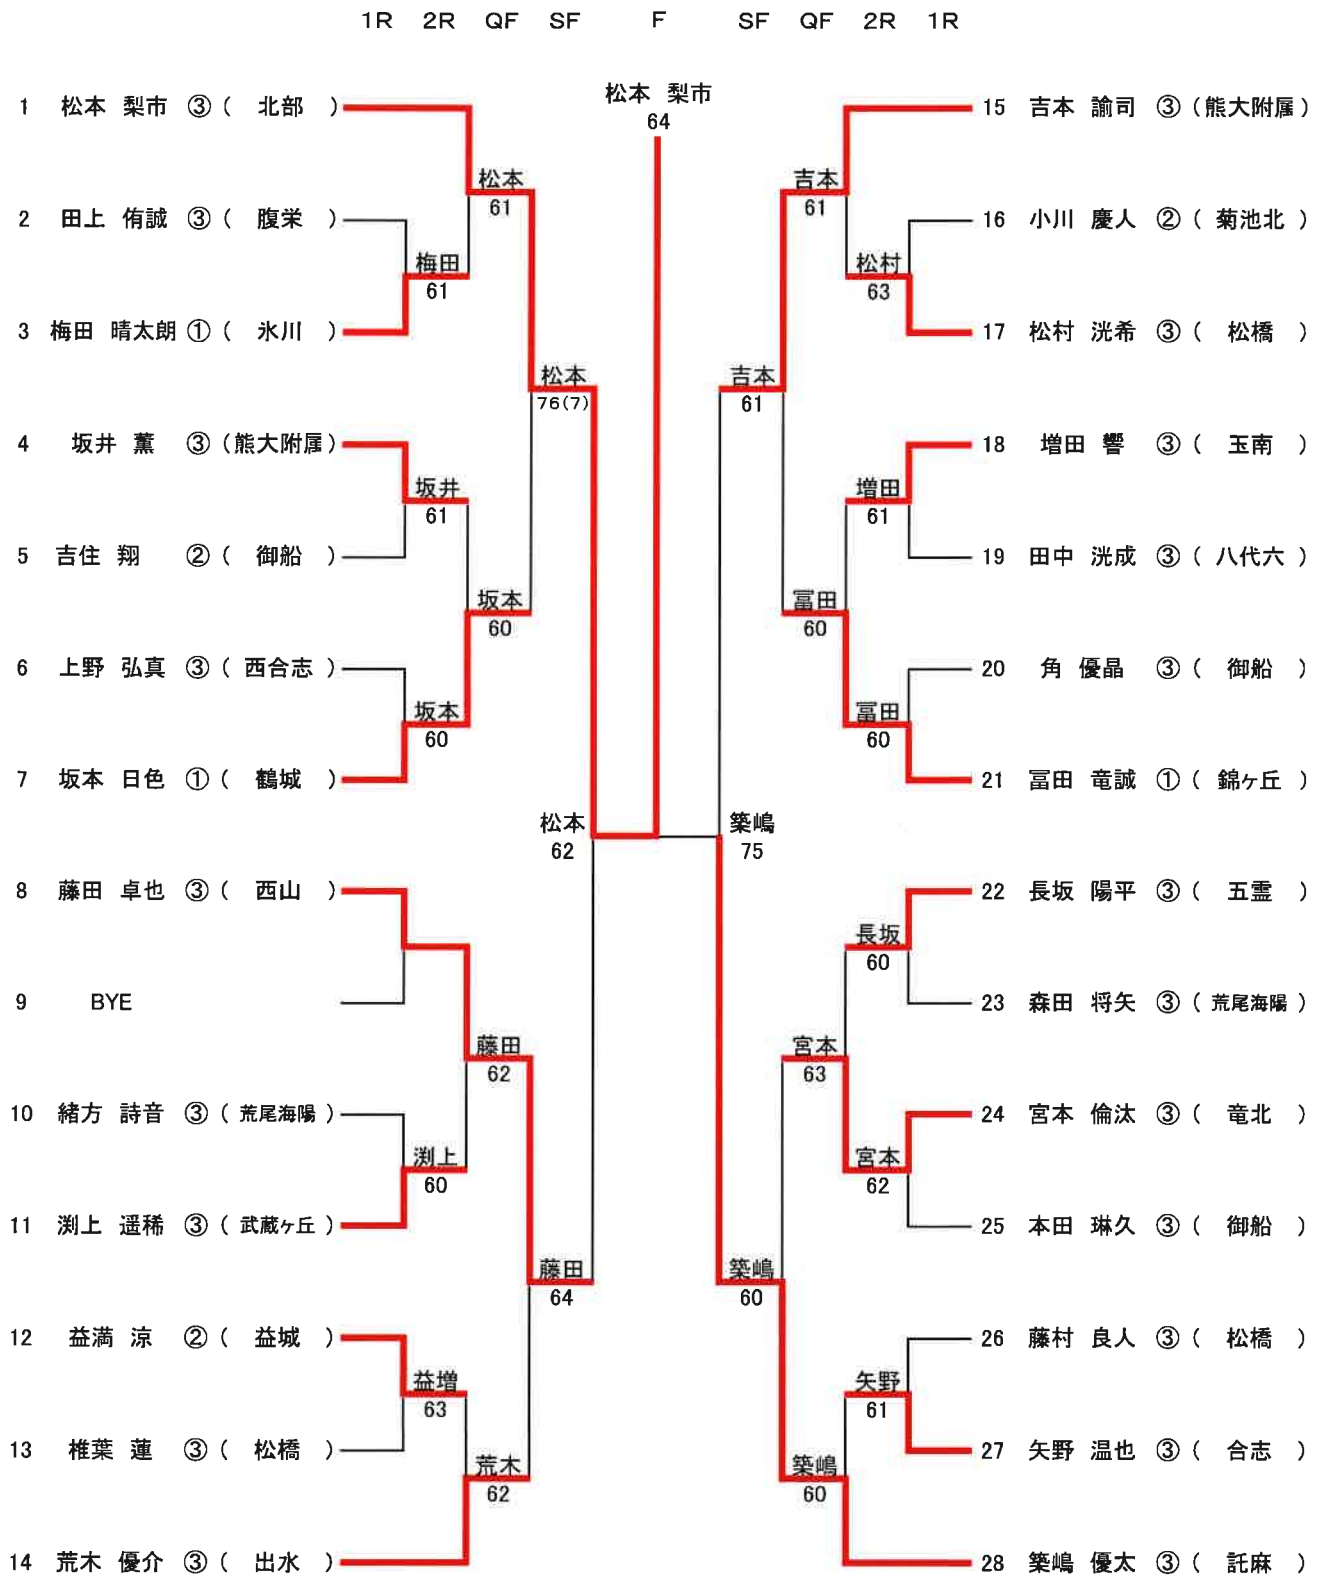 1R 2R QF SF F SF QF 2R 1R
松本 梨市
64
1 松本 梨市 ③ ( 北部 )
15 吉本 諭司 ③ (熊大附属)
松本
61
吉本
61
2 田上 侑誠 ③ ( 腹栄 )
16 小川 慶人 ② ( 菊池北 )
梅田
61
松村
63
3 梅田 晴太朗 ① ( 氷川 )
17 松村 洸希 ③ ( 松橋 )
松本
76(7)
吉本
61
4 坂井 薫 ③ (熊大附属)
18 増田 響 ③ ( 玉南 )
坂井
61
増田
61
5 吉住 翔 ② ( 御船 )
19 田中 洸成 ③ ( 八代六 )
坂本
60
冨田
60
6 上野 弘真 ③ ( 西合志 )
20 角 優晶 ③ ( 御船 )
坂本
60
冨田
60
7 坂本 日色 ① ( 鶴城 )
21 冨田 竜誠 ① ( 錦ヶ丘 )
松本
62
築嶋
75
8 藤田 卓也 ③ ( 西山 )
22 長坂 陽平 ③ ( 五霊 )
長坂
60
9 BYE
23 森田 将矢 ③ ( 荒尾海陽 )
藤田
62
宮本
63
10 緒方 詩音 ③ ( 荒尾海陽 )
24 宮本 倫汰 ③ ( 竜北 )
渕上
60
宮本
62
11 渕上 遥稀 ③ ( 武蔵ヶ丘 )
25 本田 琳久 ③ ( 御船 )
藤田
64
築嶋
60
12 益満 涼 ② ( 益城 )
26 藤村 良人 ③ ( 松橋 )
益増
63
矢野
61
13 椎葉 蓮 ③ ( 松橋 )
27 矢野 温也 ③ ( 合志 )
荒木
62
築嶋
60
14 荒木 優介 ③ ( 出水 )
28 築嶋 優太 ③ ( 託麻 )